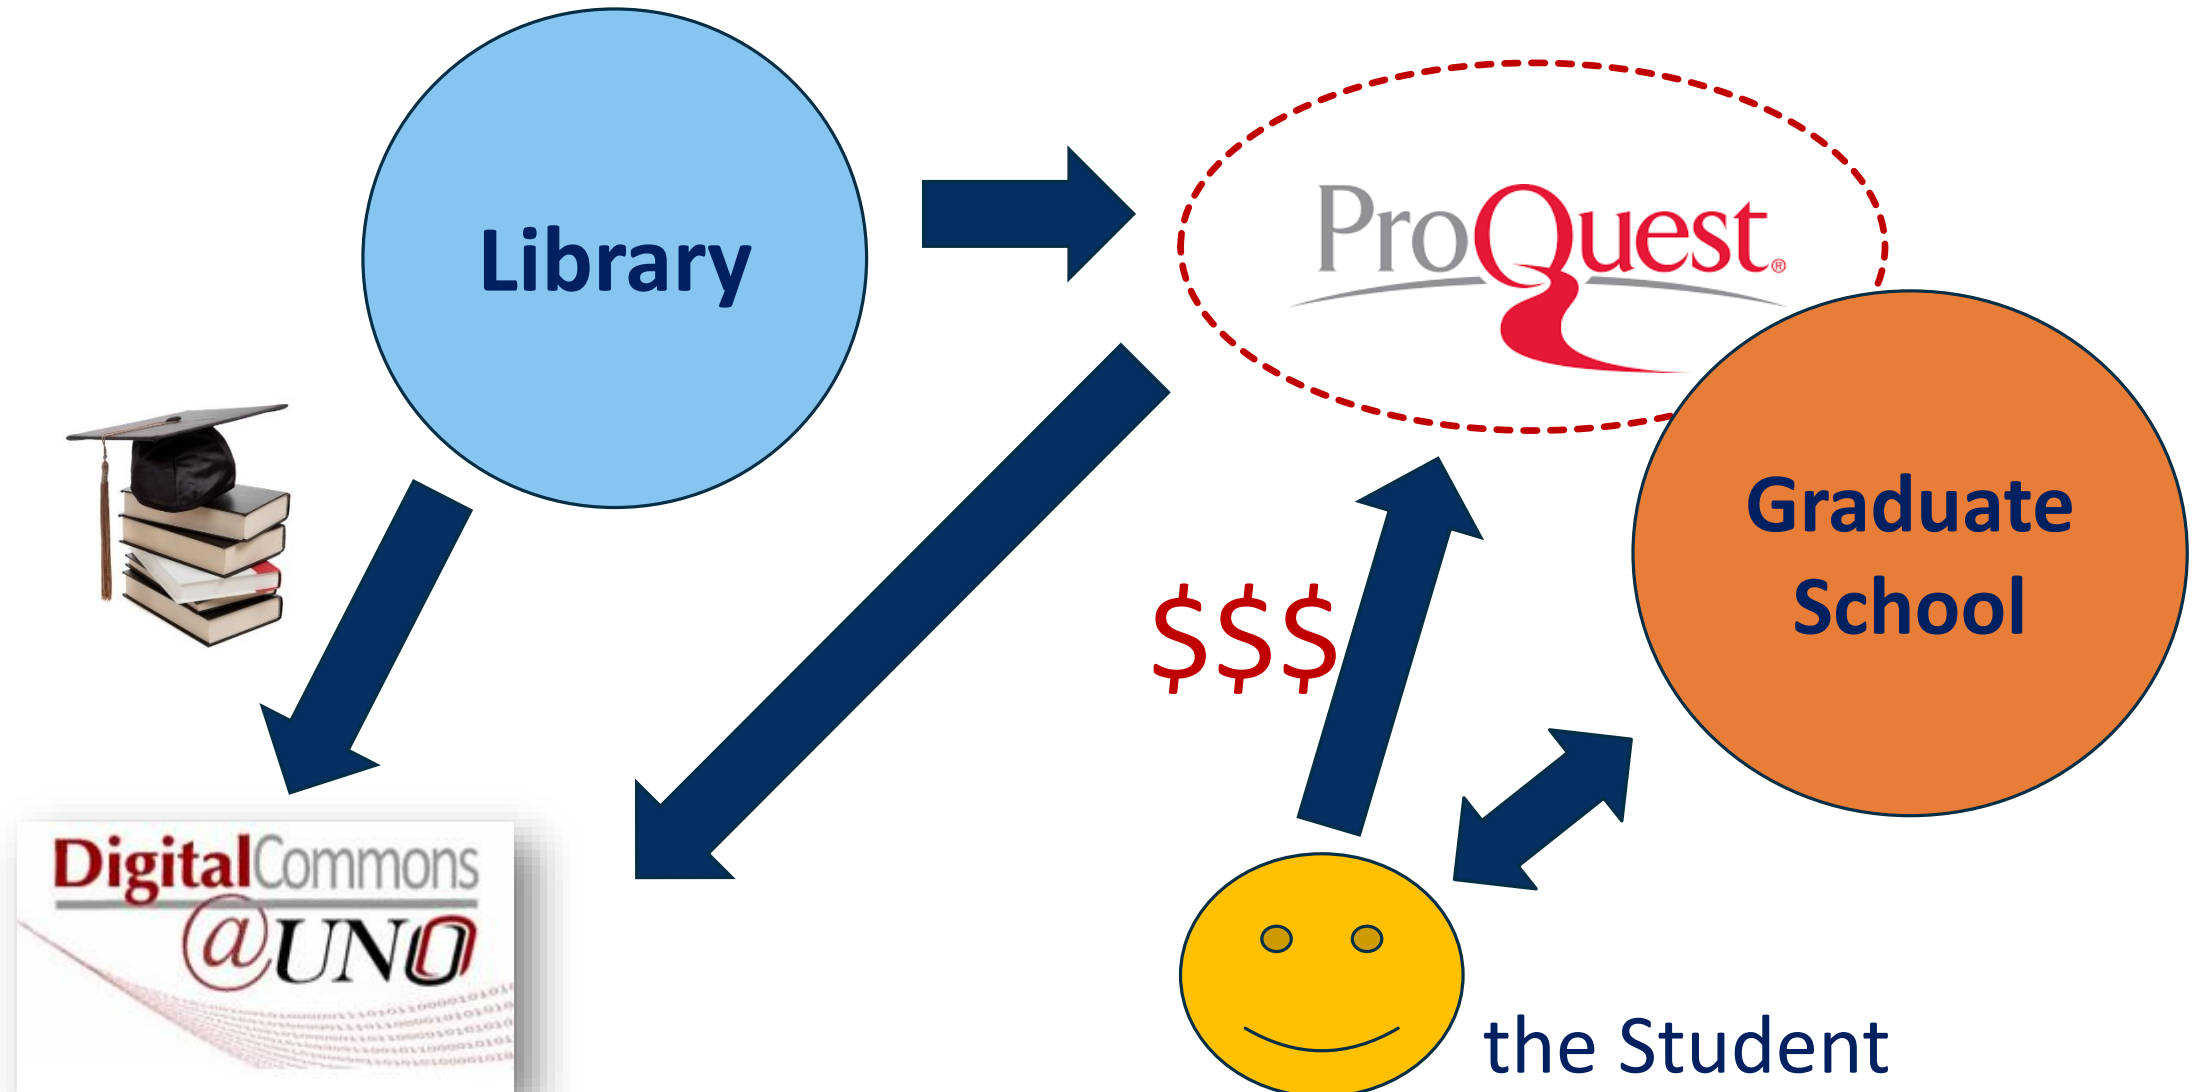 Library
ProQuest®
Graduate
School
$$$
DigitalCommons
@UNO
the Student